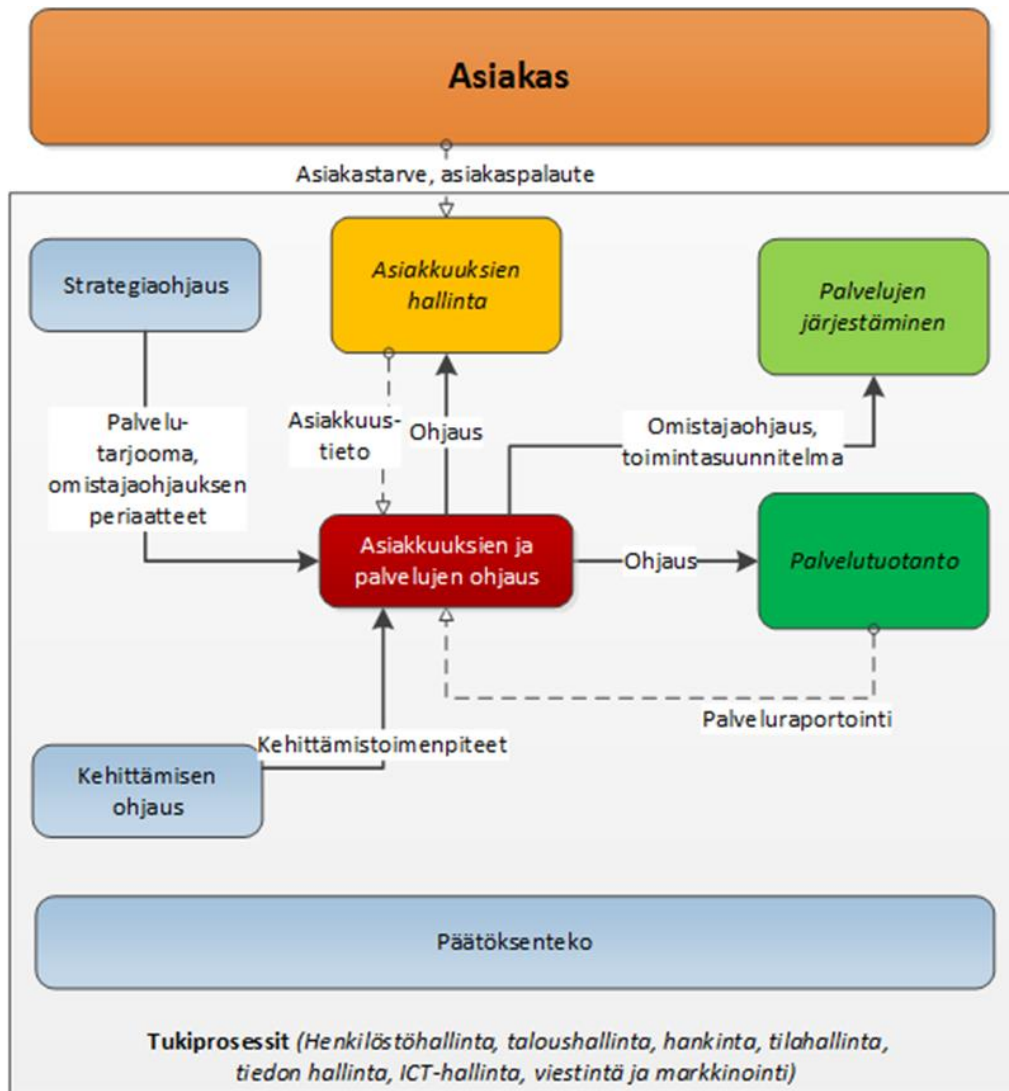 Asiakas
Asiakastarve, asiakaspalaute
Strategiaohjaus
Asiakkuuksien
hallinta
Palvelujen
järjestäminen
Palvelu-
tarjooma,
omistajaohjauksen
periaatteet
Asiakkuus-
tieto
Ohjaus
Omistajaohjaus,
toimintasuunnitelma
Asiakkuuksien ja
palvelujen ohjaus
Ohjaus
Palvelutuotanto
Palveluraportointi
Kehittämistoimenpiteet
Kehittämisen
ohjaus
Päätöksenteko
Tukiprosessit (Henkilöstöhallinta, taloushallinta, hankinta, tilahallinta,
tiedon hallinta, ICT-hallinta, viestintä ja markkinointi)